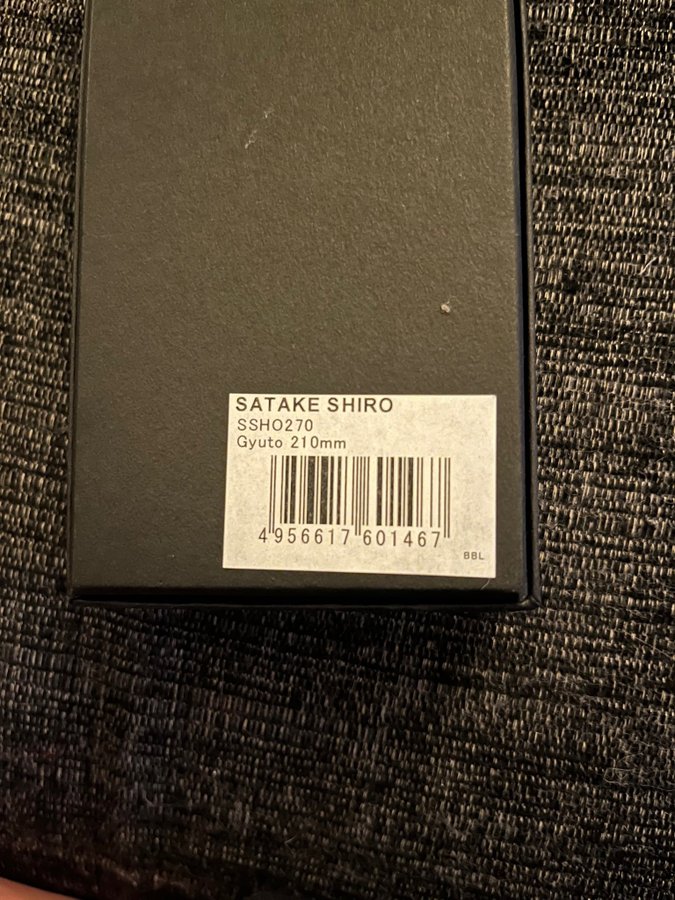 SATAKE SHIRO
SSHO270
Gyuto 210mm
4 956617 601467
BBL